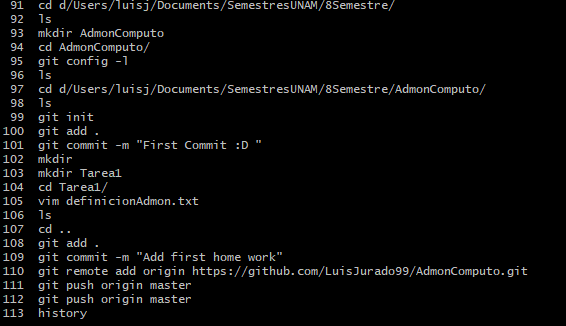 91 cd d/Users/luisj/Documents/SemestresUNAM/8Semestre/
92 ls
93 mkdir AdmonComputo
94 cd AdmonComputo/
95 git config -l
96 ls
97 cd d/Users/luisj/Documents/SemestresUNAM/8Semestre/AdmonComputo/
98 ls
99 git init
100 git add .
101 git commit -m "First Commit :D "
102 mkdir
103 mkdir Tarea1
104 cd Tarea1/
105 vim definicionAdmon.txt
106 ls
107 cd ..
108 git add .
109 git commit -m "Add first home work"
110 git remote add origin https://github.com/LuisJurado99/AdmonComputo.git
111 git push origin master
112 git push origin master
113 history